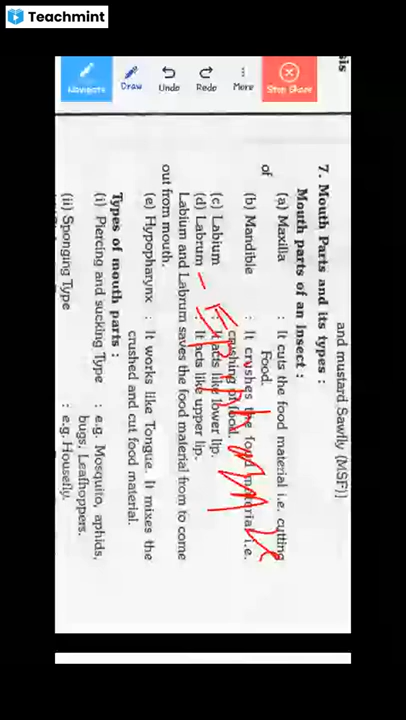 Teachmint
Navigate
Draw
Undo
Redo
More
Stop Share
sis
and mustard Sawfly (MSF)]
7. Mouth Parts and its types :
Mouth parts of an Insect :
(a) Maxilla : It cuts the food material i.e. cutting
of Food.
(b) Mandible : It crushes the food material i.e.
crushing of food.
(c) Labium : It acts like lower lip.
(d) Labrum : It acts like upper lip.
Labium and Labrum saves the food material from to come
out from mouth.
(e) Hypopharynx : It works like Tongue. It mixes the
crushed and cut food material.
Types of mouth parts :
(i) Piercing and sucking Type : e.g. Mosquito, aphids,
bugs, Leafhoppers.
(ii) Sponging Type : e.g. Housefly.